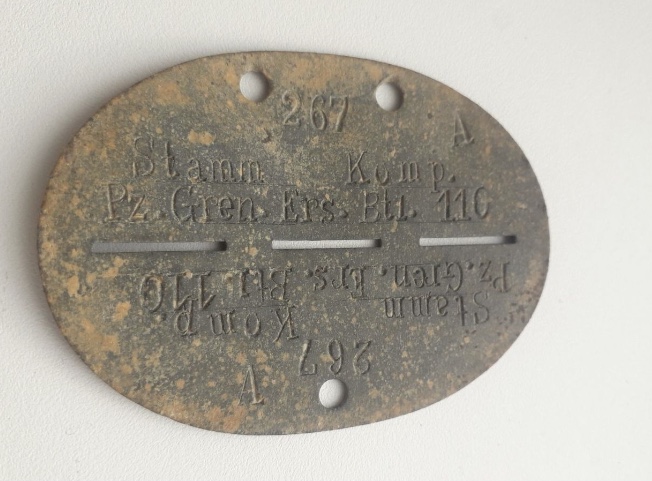 267
A
Stamm Komp.
Pz.Gren.Ers.Btl. 110
Pz.Gren.Ers.Btl. 110
Stamm Komp
267
A